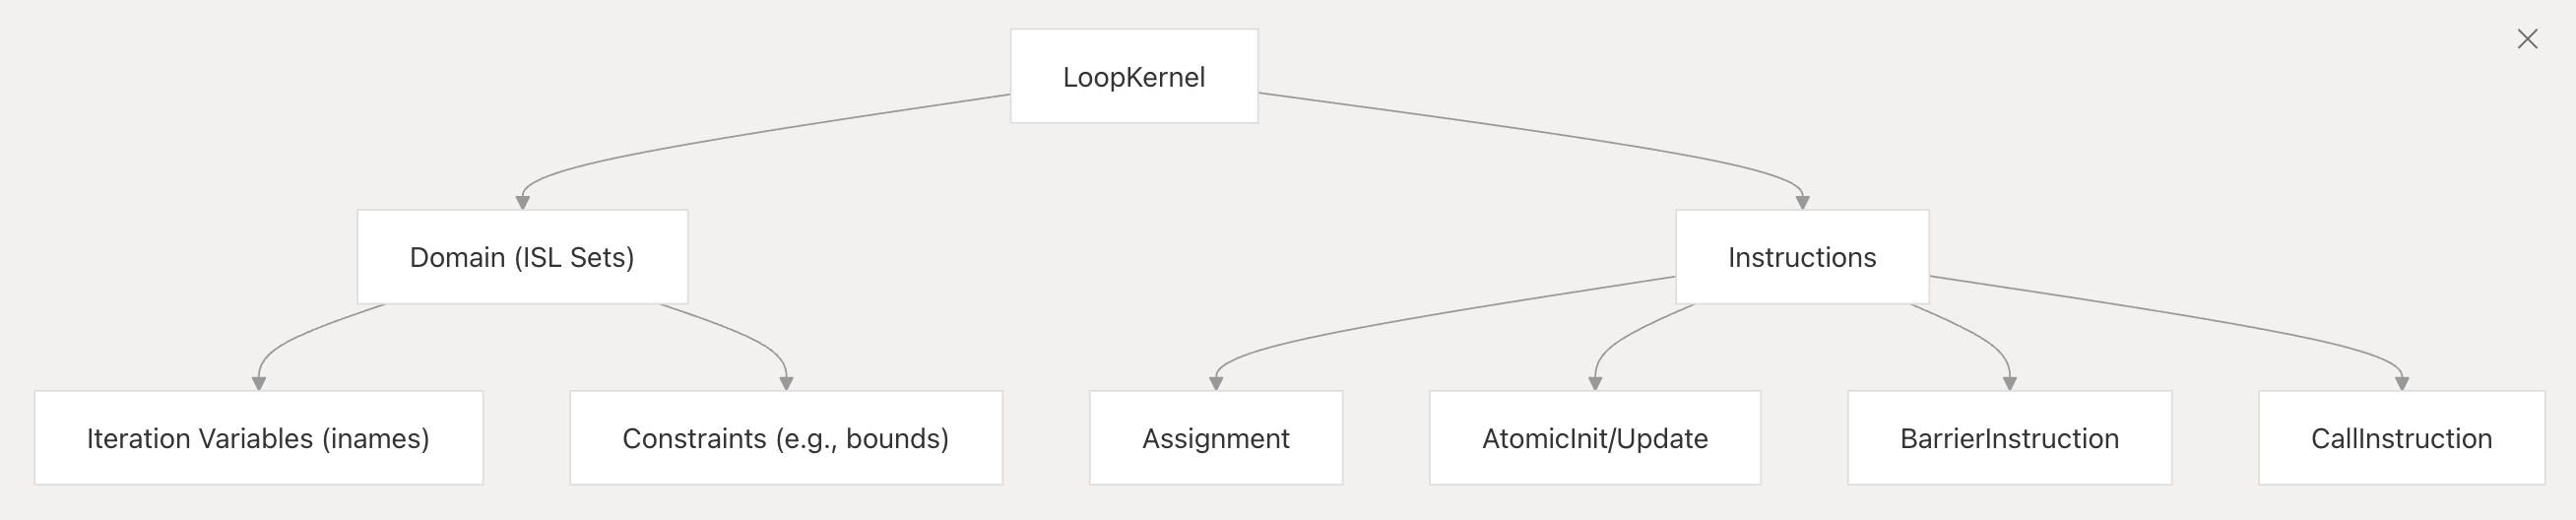 LoopKernel
Domain (ISL Sets)
Instructions
Iteration Variables (inames)
Constraints (e.g., bounds)
Assignment
AtomicInit/Update
BarrierInstruction
CallInstruction